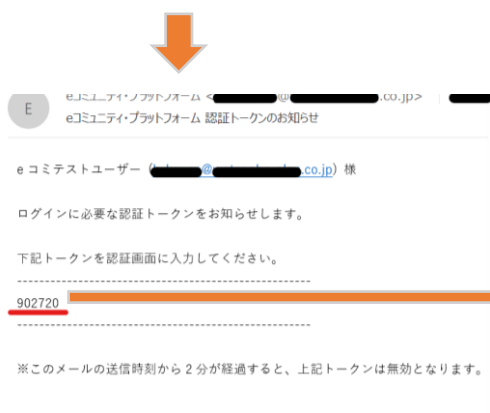 E
eコミュニティ・プラットフォーム < @ .co.jp>
eコミュニティ・プラットフォーム 認証トークンのお知らせ
eコミテストユーザー ( @ .co.jp) 様
ログインに必要な認証トークンをお知らせします。
下記トークンを認証画面に入力してください。
----------------------------------------------------
902720
----------------------------------------------------
※このメールの送信時刻から2分が経過すると、上記トークンは無効となります。